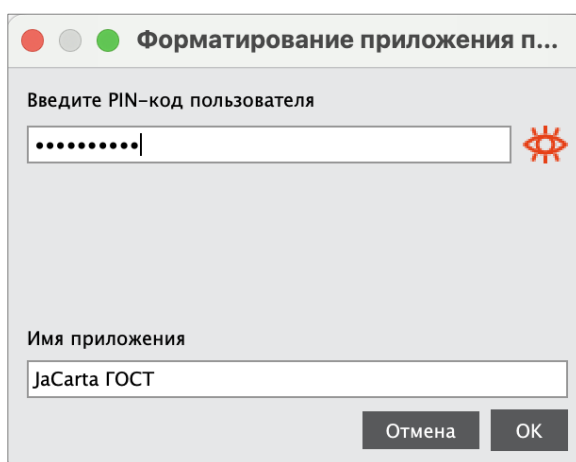 Форматирование приложения п...
Введите PIN-код пользователя
••••••••••
Имя приложения
JaCarta ГОСТ
Отмена OK